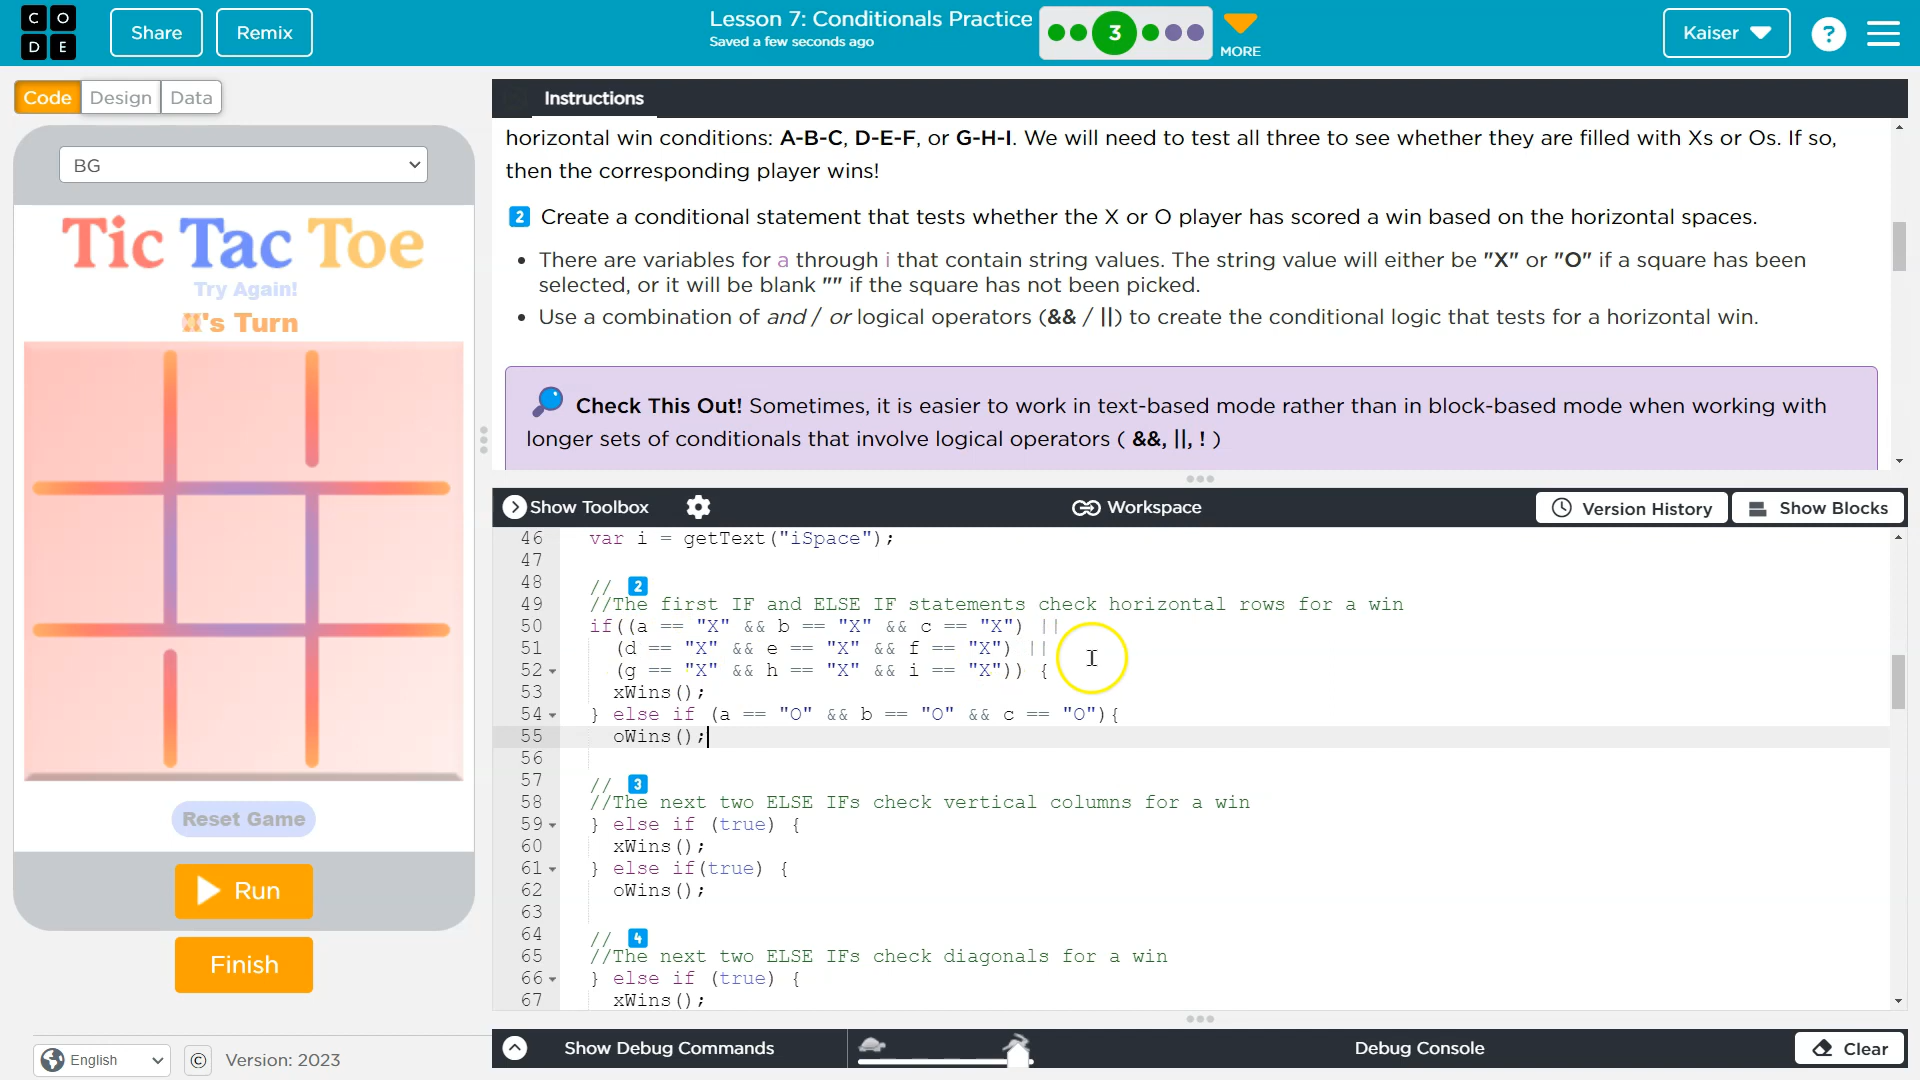 C O
D E
Share
Remix
Lesson 7: Conditionals Practice
Saved a few seconds ago
3
MORE
Kaiser
?
Code
Design
Data
BG
Tic Tac Toe
Try Again!
's Turn
Reset Game
Run
Finish
English
©
Version: 2023
Instructions
horizontal win conditions: A-B-C, D-E-F, or G-H-I. We will need to test all three to see whether they are filled with Xs or Os. If so,
then the corresponding player wins!
2 Create a conditional statement that tests whether the X or O player has scored a win based on the horizontal spaces.
• There are variables for a through i that contain string values. The string value will either be "X" or "O" if a square has been
selected, or it will be blank "" if the square has not been picked.
• Use a combination of and / or logical operators (&& / ||) to create the conditional logic that tests for a horizontal win.
Check This Out! Sometimes, it is easier to work in text-based mode rather than in block-based mode when working with
longer sets of conditionals that involve logical operators ( &&, ||, ! )
Show Toolbox
Workspace
Version History
Show Blocks
46 var i = getText("iSpace");
47
48 // 2
49 //The first IF and ELSE IF statements check horizontal rows for a win
50 if((a == "X" && b == "X" && c == "X") ||
51 (d == "X" && e == "X" && f == "X") ||
52 (g == "X" && h == "X" && i == "X")) {
53 xWins();
54 } else if (a == "O" && b == "O" && c == "O"){
55 oWins();
56
57 // 3
58 //The next two ELSE IFs check vertical columns for a win
59 } else if (true) {
60 xWins();
61 } else if(true) {
62 oWins();
63
64 // 4
65 //The next two ELSE IFs check diagonals for a win
66 } else if (true) {
67 xWins();
Show Debug Commands
Debug Console
Clear